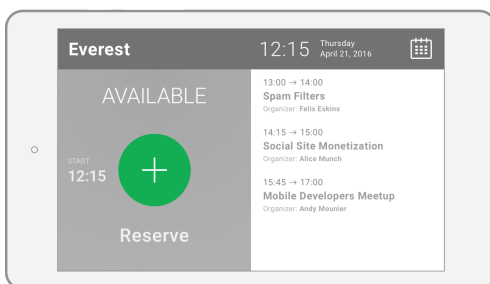 Everest
12:15
Thursday
April 21, 2016
AVAILABLE
START
12:15
Reserve
13:00 → 14:00
Spam Filters
Organizer: Felix Eskins
14:15 → 15:00
Social Site Monetization
Organizer: Alice Munch
15:45 → 17:00
Mobile Developers Meetup
Organizer: Andy Mounier